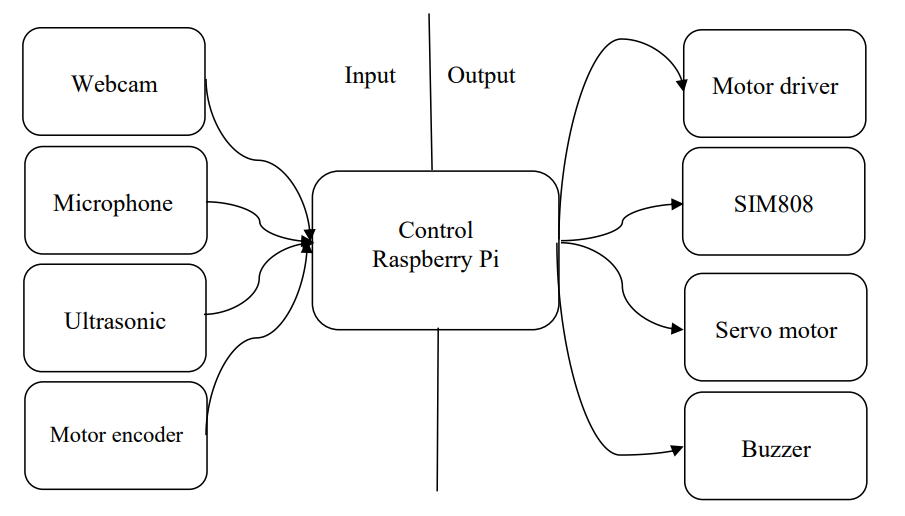 Webcam
Microphone
Ultrasonic
Motor encoder
Input
Output
Control
Raspberry Pi
Motor driver
SIM808
Servo motor
Buzzer